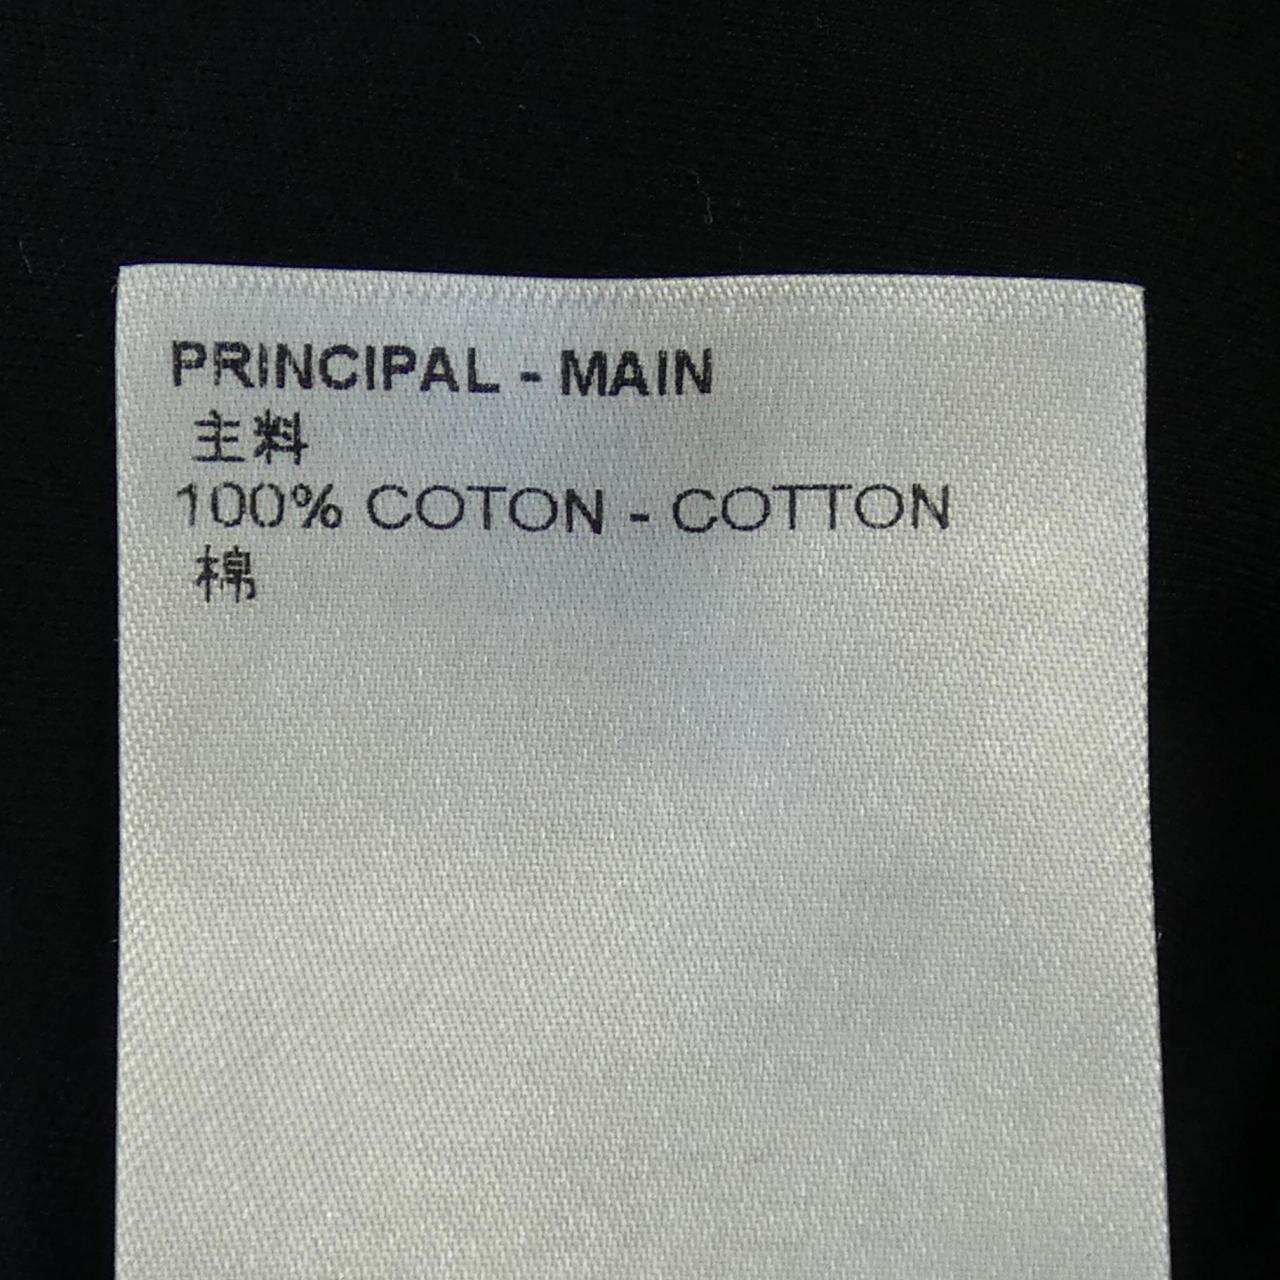 PRINCIPAL - MAIN
主料
100% COTON - COTTON
棉